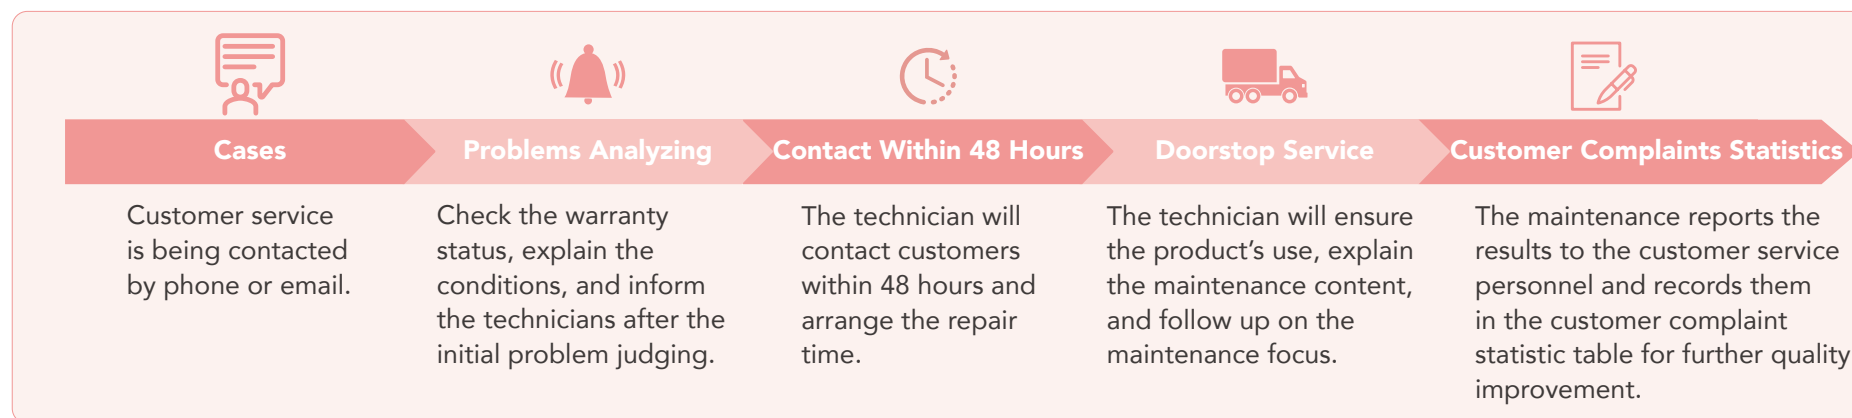 Cases
Customer service
is being contacted
by phone or email.
Problems Analyzing
Check the warranty
status, explain the
conditions, and inform
the technicians after the
initial problem judging.
Contact Within 48 Hours
The technician will
contact customers
within 48 hours and
arrange the repair
time.
Doorstop Service
The technician will ensure
the product’s use, explain
the maintenance content,
and follow up on the
maintenance focus.
Customer Complaints Statistics
The maintenance reports the
results to the customer service
personnel and records them
in the customer complaint
statistic table for further quality
improvement.